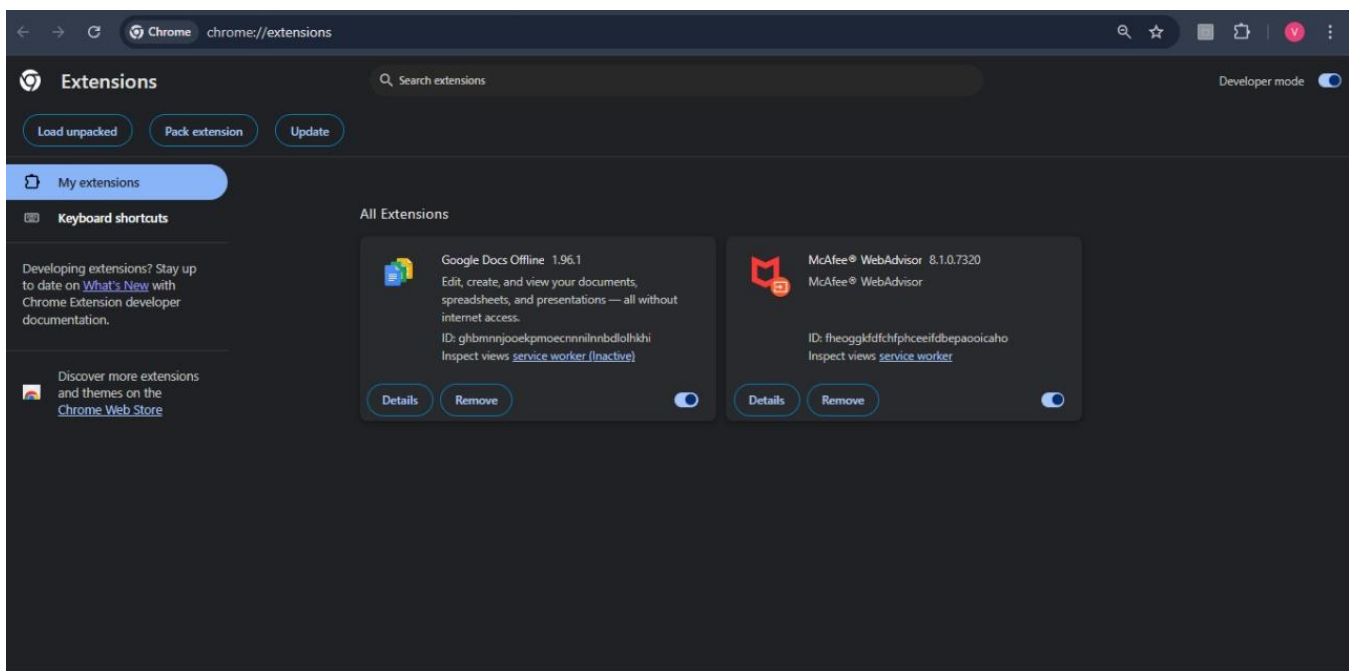 Chrome chrome://extensions
V
Extensions
Search extensions
Developer mode
Load unpacked
Pack extension
Update
My extensions
Keyboard shortcuts
Developing extensions? Stay up
to date on What's New with
Chrome Extension developer
documentation.
Discover more extensions
and themes on the
Chrome Web Store
All Extensions
Google Docs Offline 1.96.1
Edit, create, and view your documents,
spreadsheets, and presentations — all without
internet access.
ID: ghbmnnjooekpmoecnnnilnnbdlolhkhi
Inspect views service worker (Inactive)
Details
Remove
McAfee® WebAdvisor 8.1.0.7320
McAfee® WebAdvisor
ID: fheoggkfdfchfphceeifdbepaooicaho
Inspect views service worker
Details
Remove